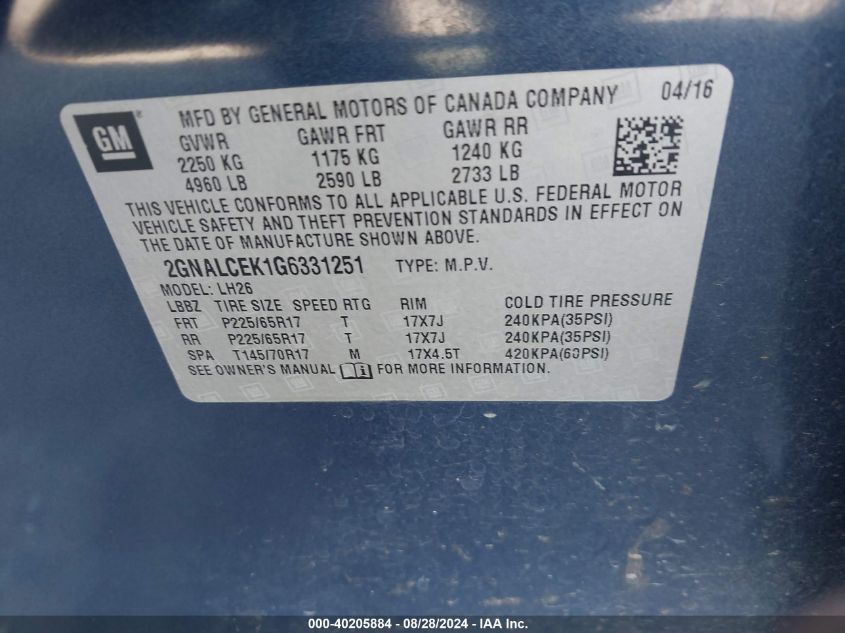 GM ® MFD BY GENERAL MOTORS OF CANADA COMPANY 04/16
GVWR GAWR FRT GAWR RR
2250 KG 1175 KG 1240 KG
4960 LB 2590 LB 2733 LB
THIS VEHICLE CONFORMS TO ALL APPLICABLE U.S. FEDERAL MOTOR
VEHICLE SAFETY AND THEFT PREVENTION STANDARDS IN EFFECT ON
THE DATE OF MANUFACTURE SHOWN ABOVE.
2GNALCEK1G6331251 TYPE: M.P.V.
MODEL: LH26
LBBZ TIRE SIZE SPEED RTG RIM COLD TIRE PRESSURE
FRT P225/65R17 T 17X7J 240KPA(35PSI)
RR P225/65R17 T 17X7J 240KPA(35PSI)
SPA T145/70R17 M 17X4.5T 420KPA(60PSI)
SEE OWNER'S MANUAL FOR MORE INFORMATION.
000-40205884 - 08/28/2024 - IAAI.com